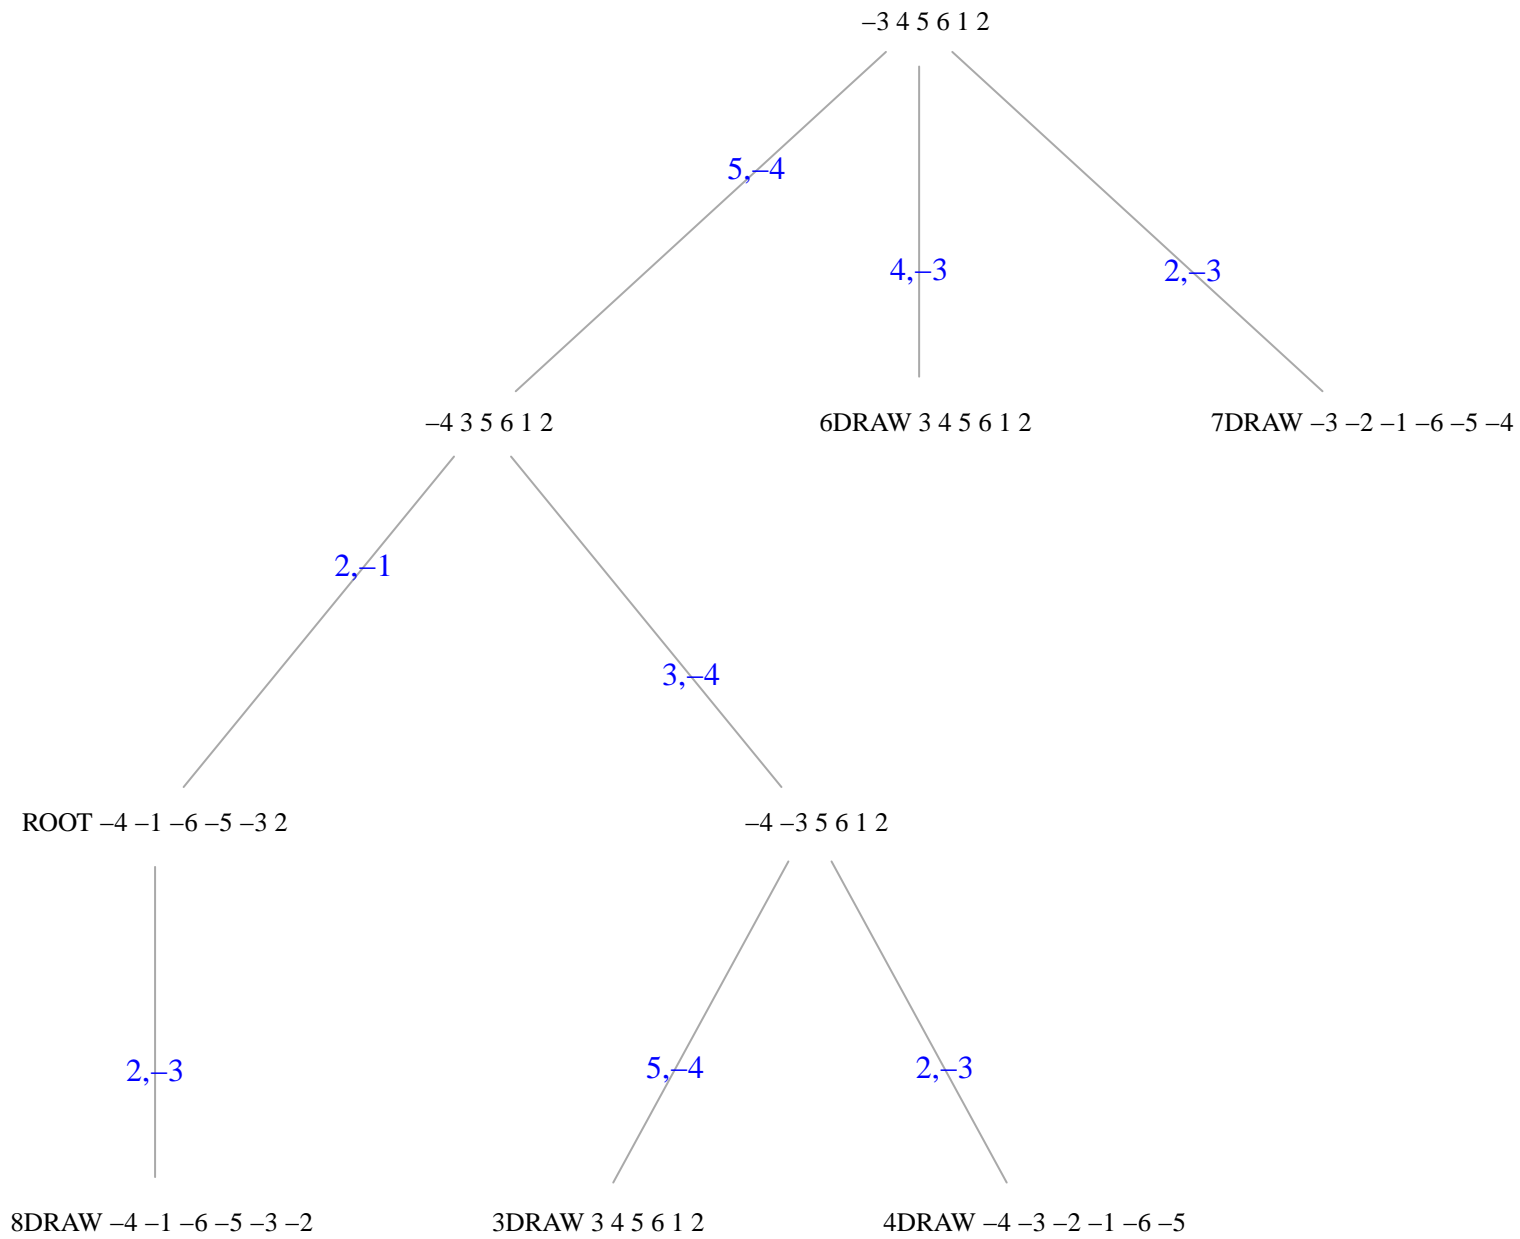 –3 4 5 6 1 2
5,–4
4,–3
2,–3
–4 3 5 6 1 2
6DRAW 3 4 5 6 1 2
7DRAW –3 –2 –1 –6 –5 –4
2,–1
3,–4
ROOT –4 –1 –6 –5 –3 2
–4 –3 5 6 1 2
2,–3
5,–4
2,–3
8DRAW –4 –1 –6 –5 –3 –2
3DRAW 3 4 5 6 1 2
4DRAW –4 –3 –2 –1 –6 –5